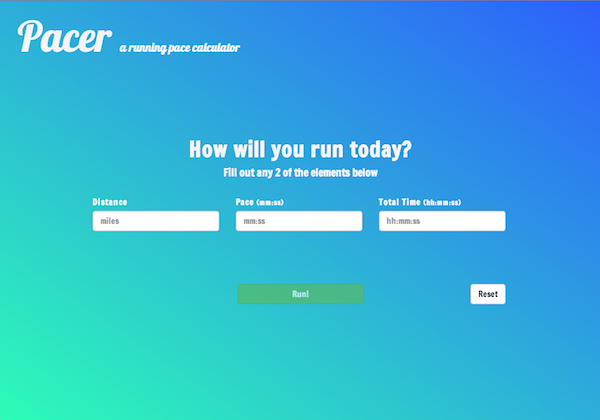 Pacer a running pace calculator
How will you run today?
Fill out any 2 of the elements below
Distance Pace (mm:ss) Total Time (hh:mm:ss)
miles mm:ss hh:mm:ss
Run! Reset